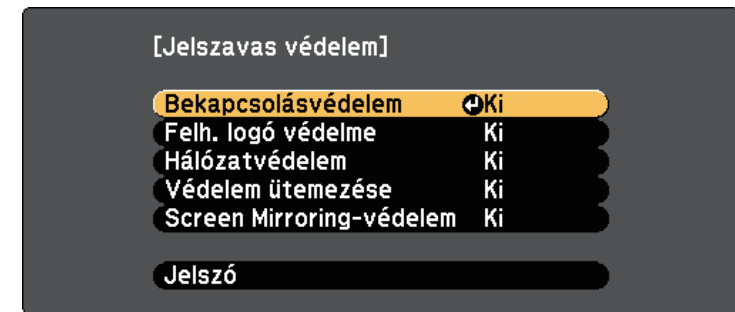 [Jelszavas védelem]
Bekapcsolásvédelem Ki
Felh. logó védelme Ki
Hálózatvédelem Ki
Védelem ütemezése Ki
Screen Mirroring-védelem Ki
Jelszó